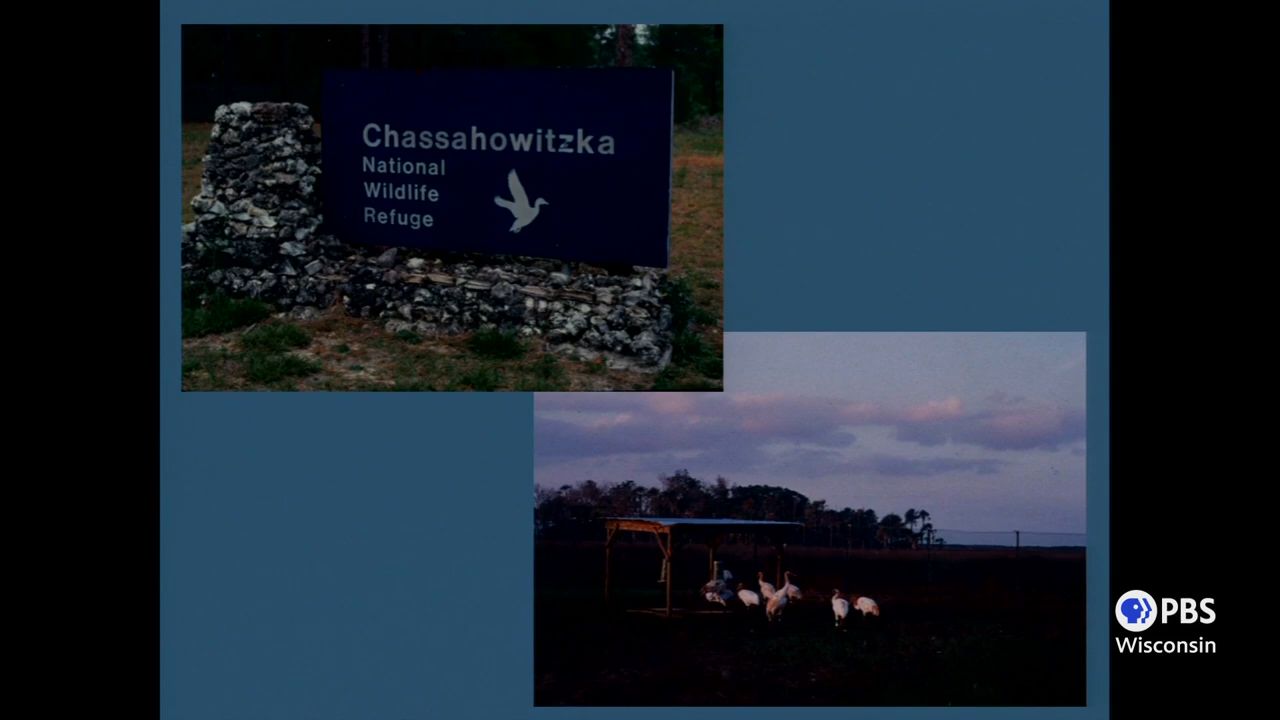 Chassahowitzka
National
Wildlife
Refuge
PBS
Wisconsin